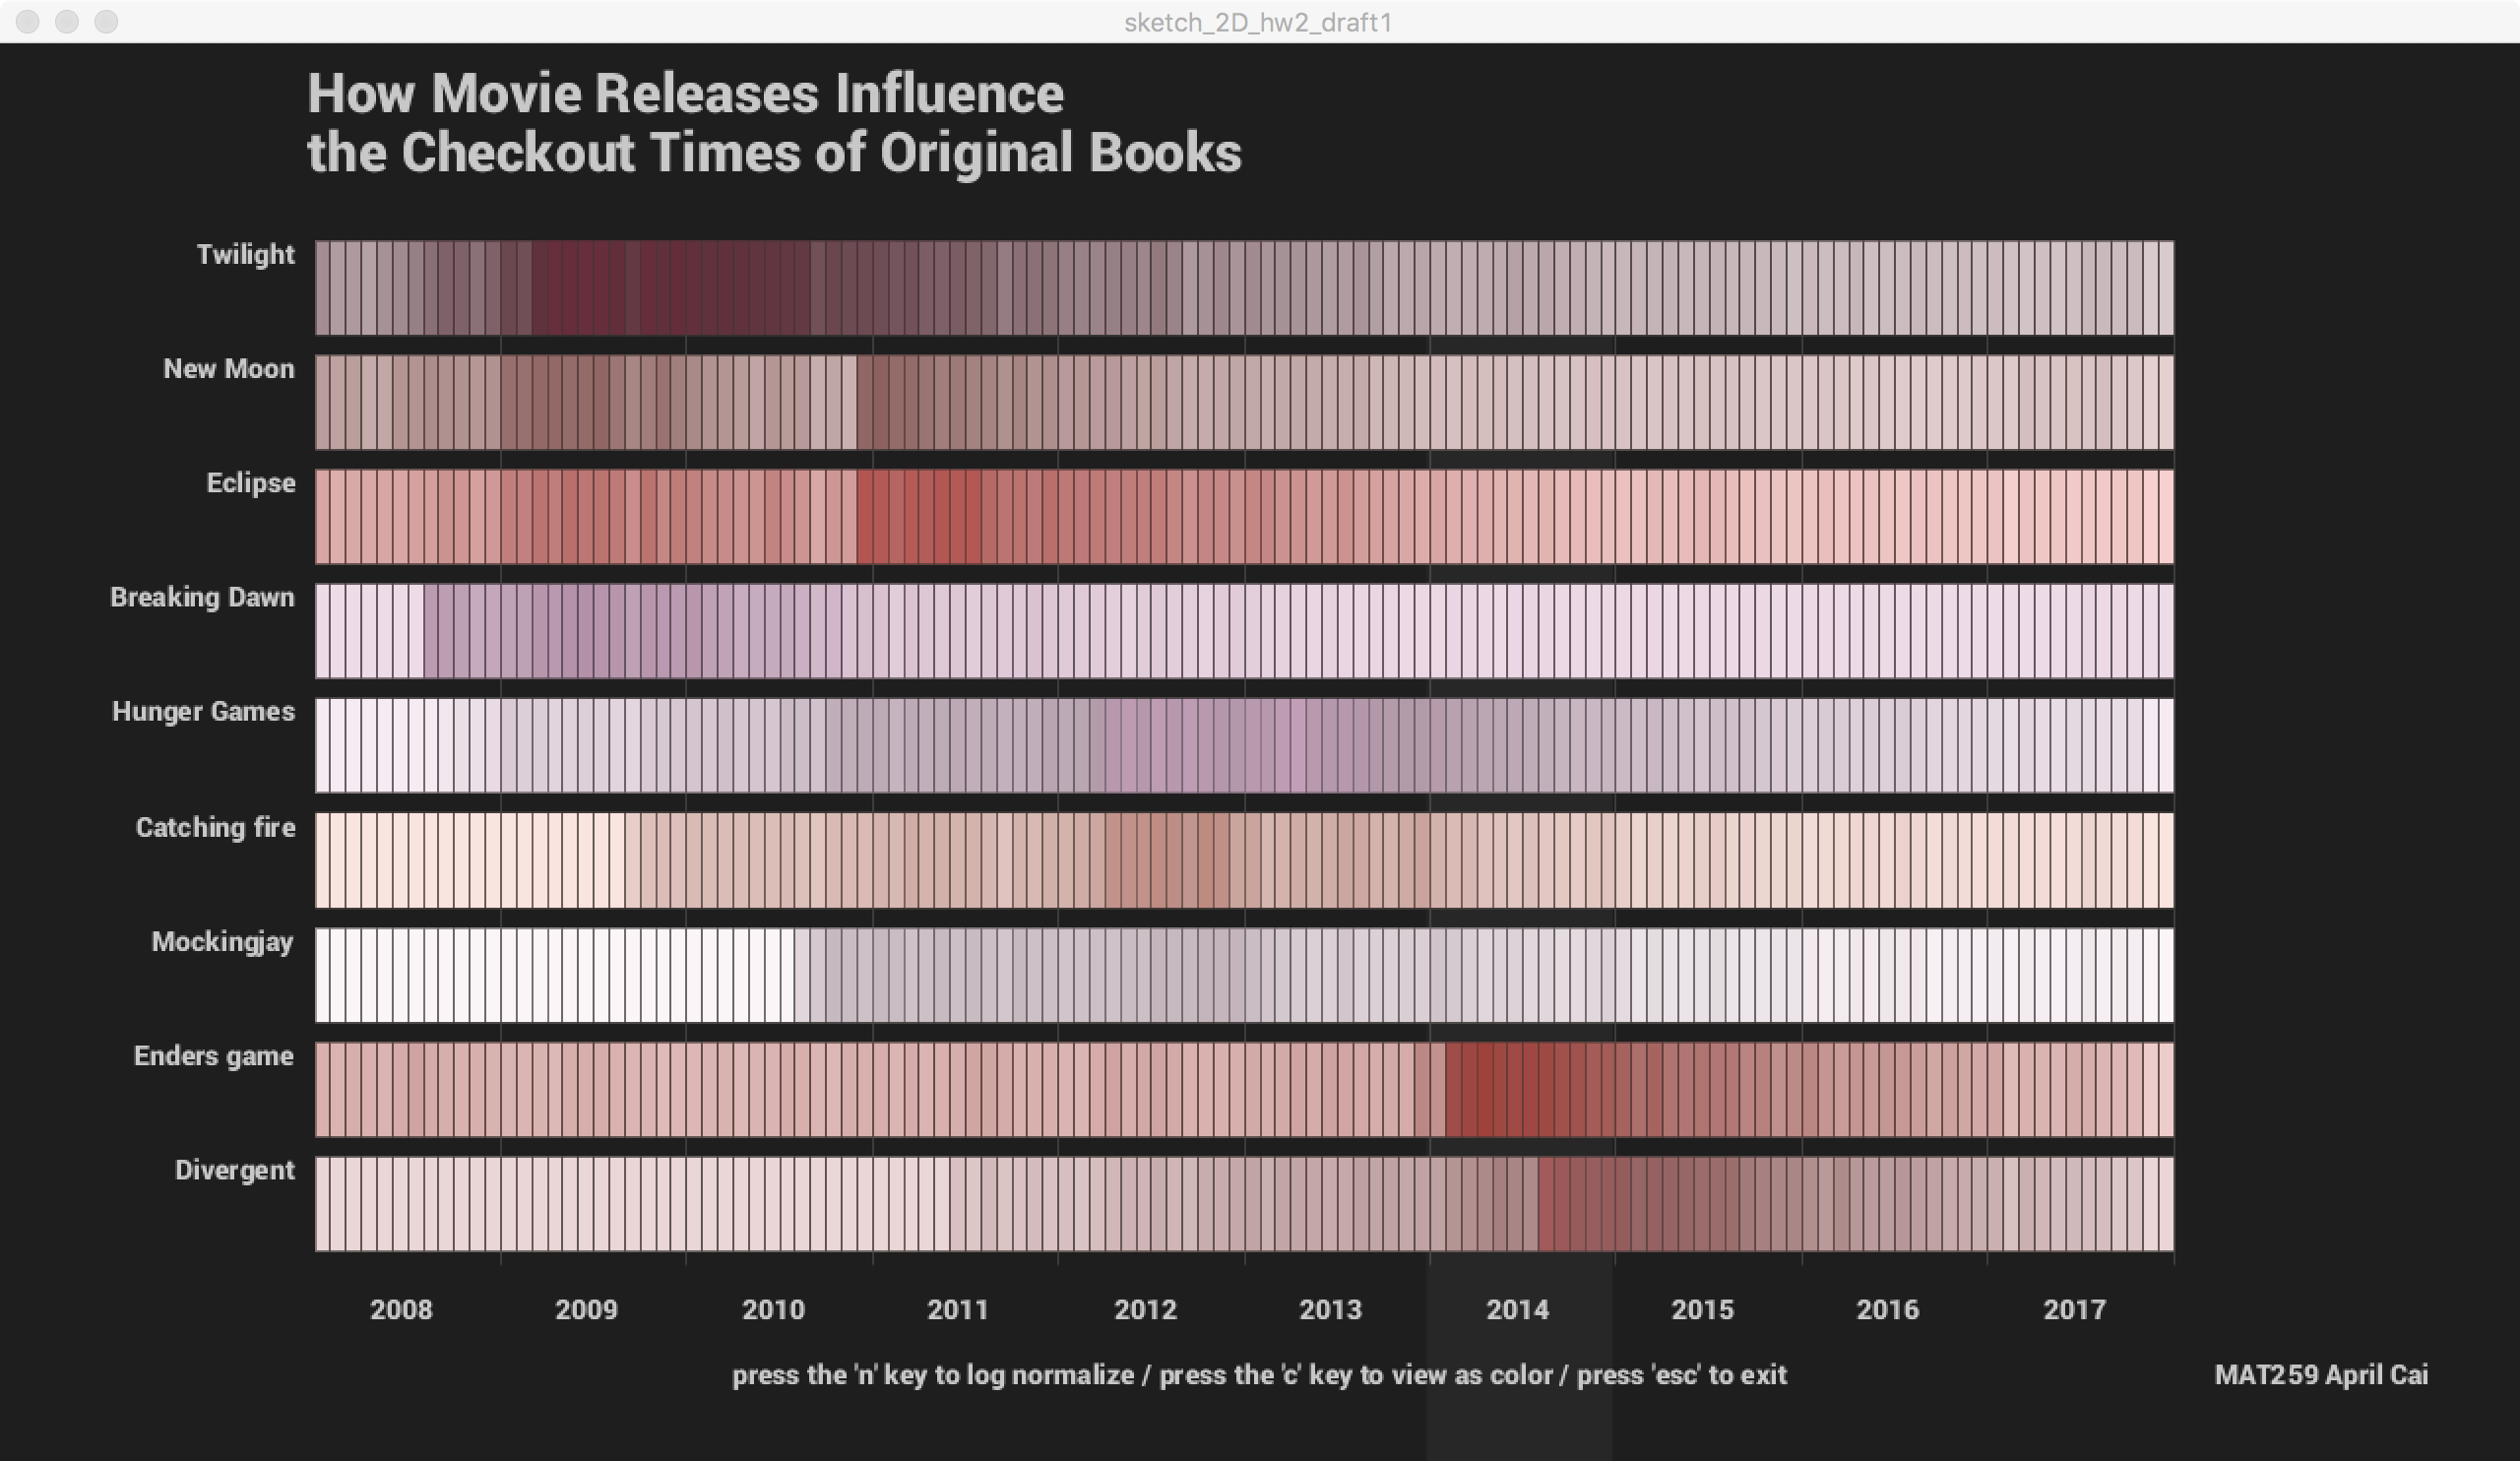 sketch_2D_hw2_draft1
How Movie Releases Influence
the Checkout Times of Original Books
Twilight
New Moon
Eclipse
Breaking Dawn
Hunger Games
Catching fire
Mockingjay
Enders game
Divergent
2008 2009 2010 2011 2012 2013 2014 2015 2016 2017
press the 'n' key to log normalize / press the 'c' key to view as color / press 'esc' to exit
MAT259 April Cai